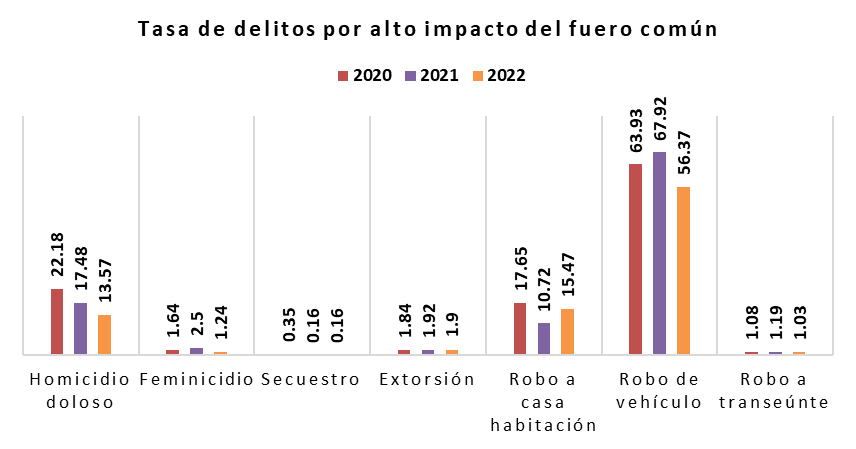 Tasa de delitos por alto impacto del fuero común
2020 2021 2022
22.18 17.48 13.57
1.64 2.5 1.24
0.35 0.16 0.16
1.84 1.92 1.9
17.65 10.72 15.47
63.93 67.92 56.37
1.08 1.19 1.03
Homicidio
doloso
Feminicidio
Secuestro
Extorsión
Robo a
casa
habitación
Robo de
vehículo
Robo a
transeúnte